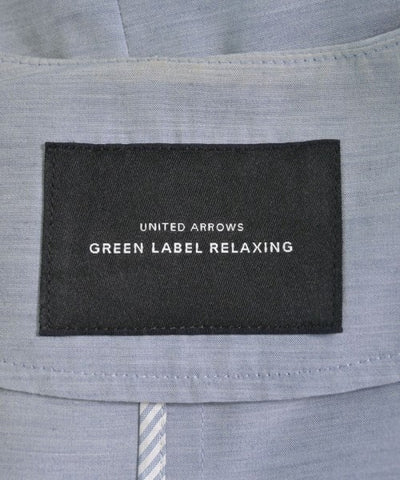 UNITED ARROWS
GREEN LABEL RELAXING